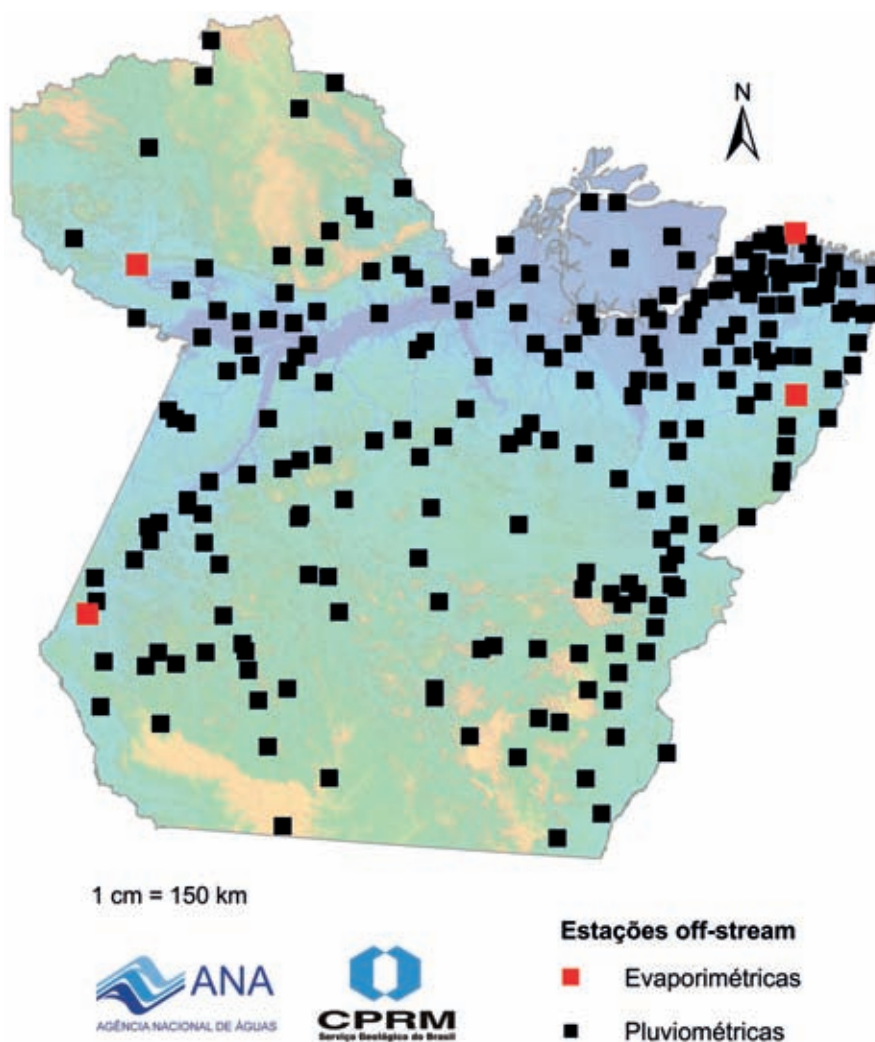 N
1 cm = 150 km
Estações off-stream
Evaporimétricas
Pluviométricas
ANA
AGÊNCIA NACIONAL DE ÁGUAS
CPRM
Serviço Geológico do Brasil